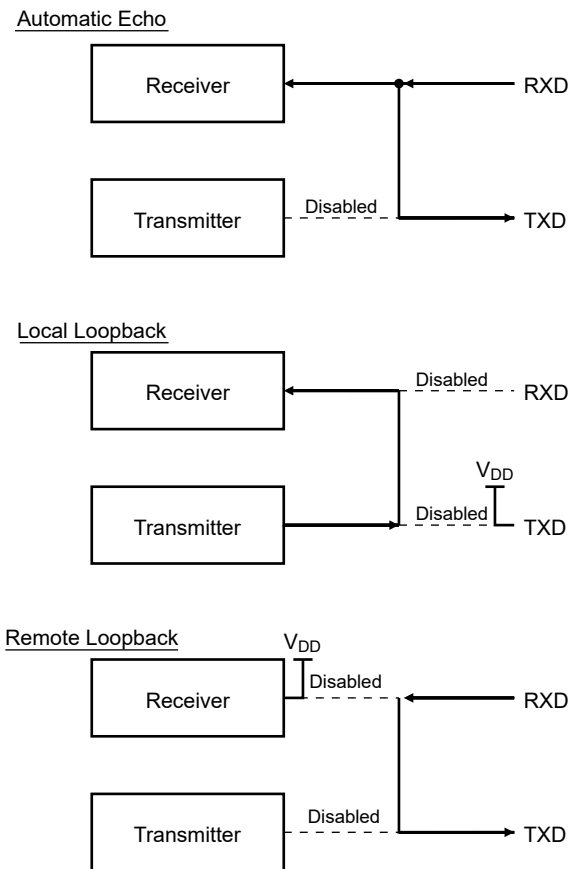 Automatic Echo
Receiver
RXD
Transmitter
Disabled
TXD
Local Loopback
Receiver
Disabled
RXD
VDD
Transmitter
Disabled
TXD
Remote Loopback
VDD
Receiver
Disabled
RXD
Transmitter
Disabled
TXD